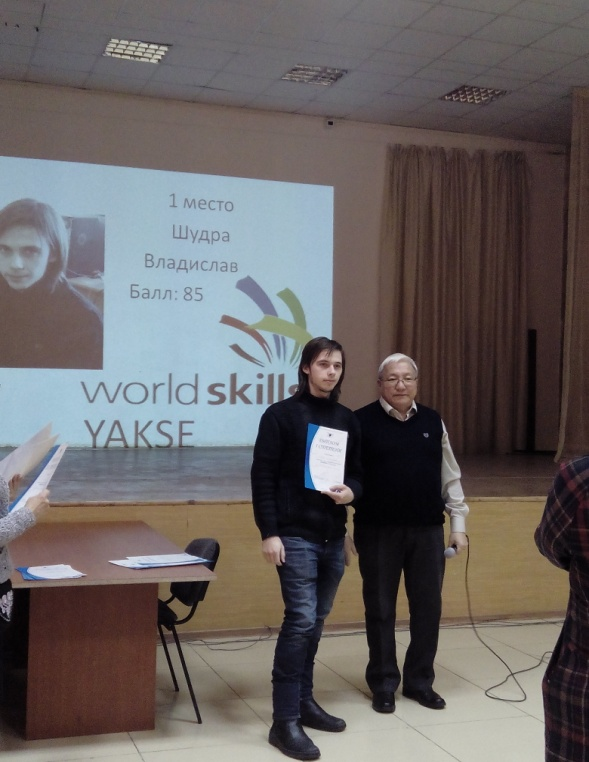 1 место
Шудра
Владислав
Балл: 85
world skills
YAKSE